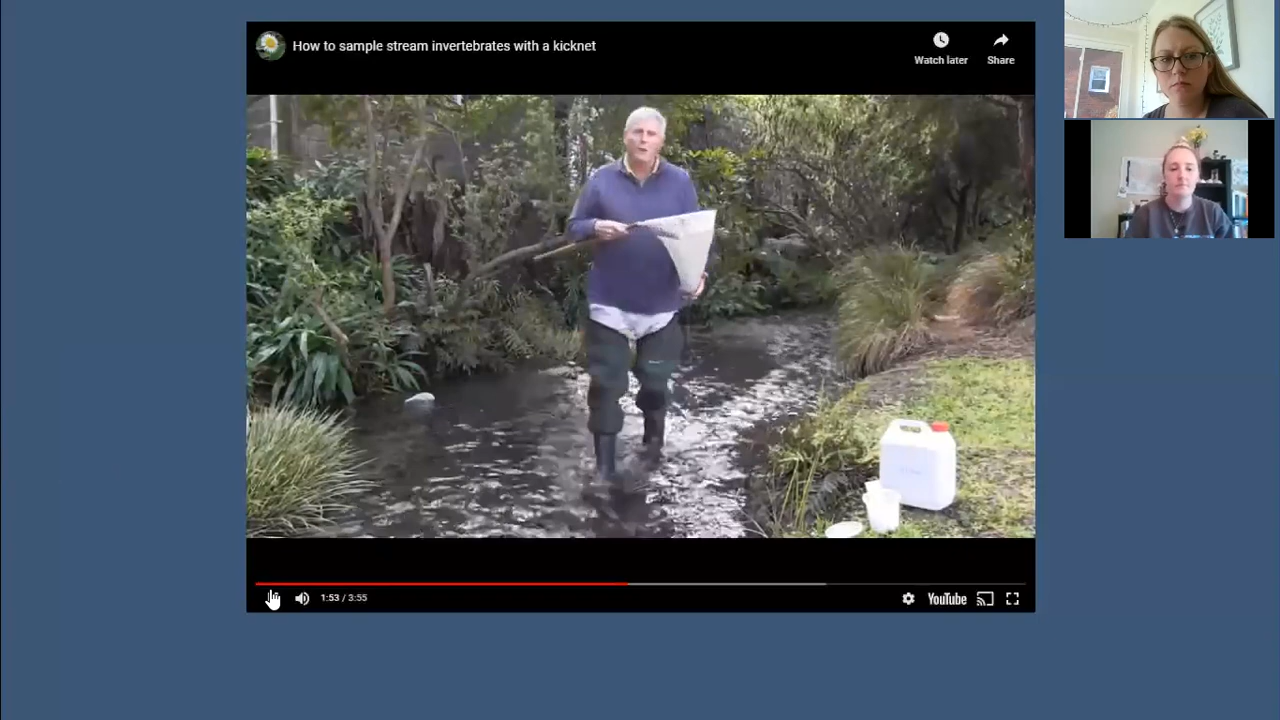 How to sample stream invertebrates with a kicknet
Watch later
Share
1:53 / 3:55
YouTube